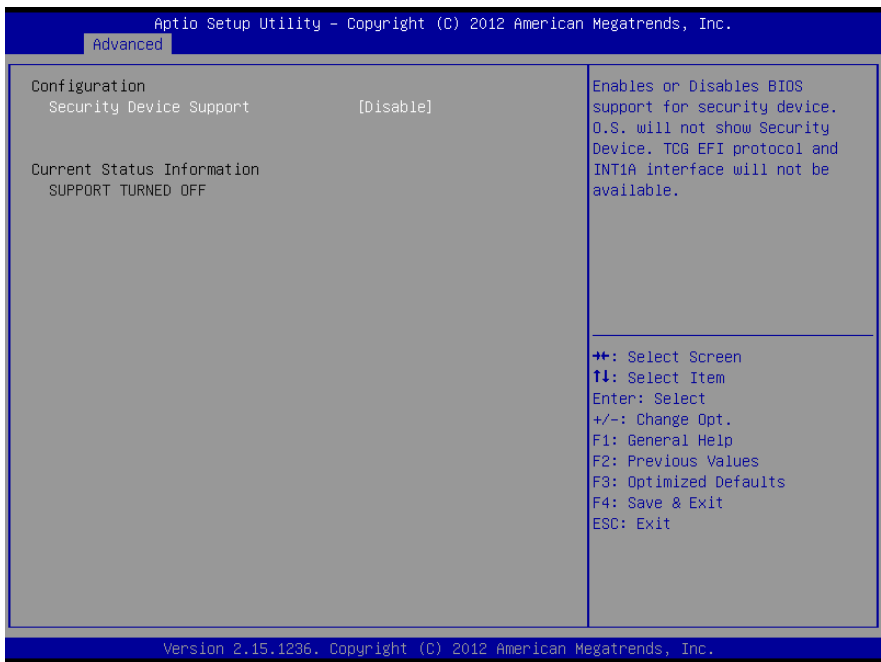 Aptio Setup Utility – Copyright (C) 2012 American Megatrends, Inc.
Advanced
Configuration
Security Device Support [Disable]
Current Status Information
SUPPORT TURNED OFF
Enables or Disables BIOS
support for security device.
O.S. will not show Security
Device. TCG EFI protocol and
INT1A interface will not be
available.
→←: Select Screen
↑↓: Select Item
Enter: Select
+/-: Change Opt.
F1: General Help
F2: Previous Values
F3: Optimized Defaults
F4: Save & Exit
ESC: Exit
Version 2.15.1236. Copyright (C) 2012 American Megatrends, Inc.